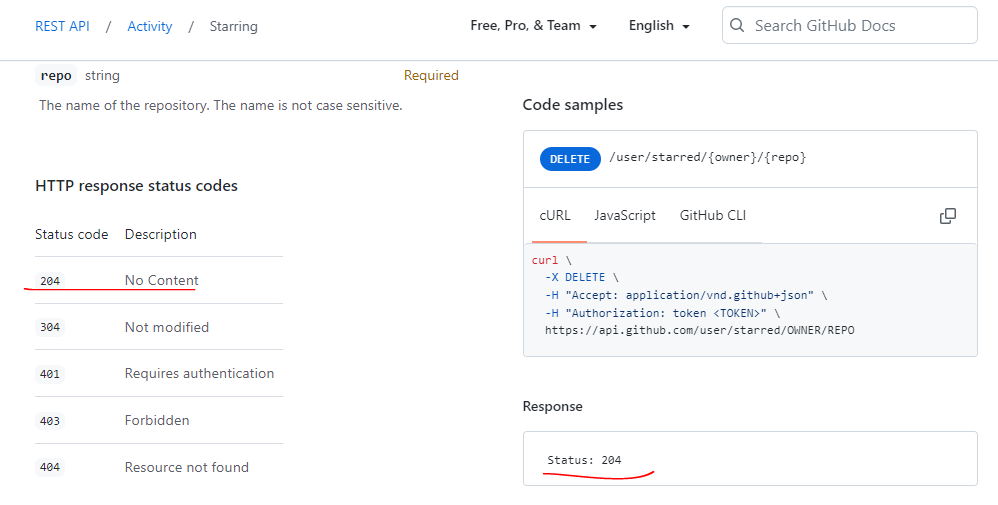 REST API / Activity / Starring
Free, Pro, & Team
English
Search GitHub Docs
repo string Required
The name of the repository. The name is not case sensitive.
HTTP response status codes
Status code Description
204 No Content
304 Not modified
401 Requires authentication
403 Forbidden
404 Resource not found
Code samples
DELETE /user/starred/{owner}/{repo}
cURL JavaScript GitHub CLI
curl \
-X DELETE \
-H "Accept: application/vnd.github+json" \
-H "Authorization: token <TOKEN>" \
https://api.github.com/user/starred/OWNER/REPO
Response
Status: 204